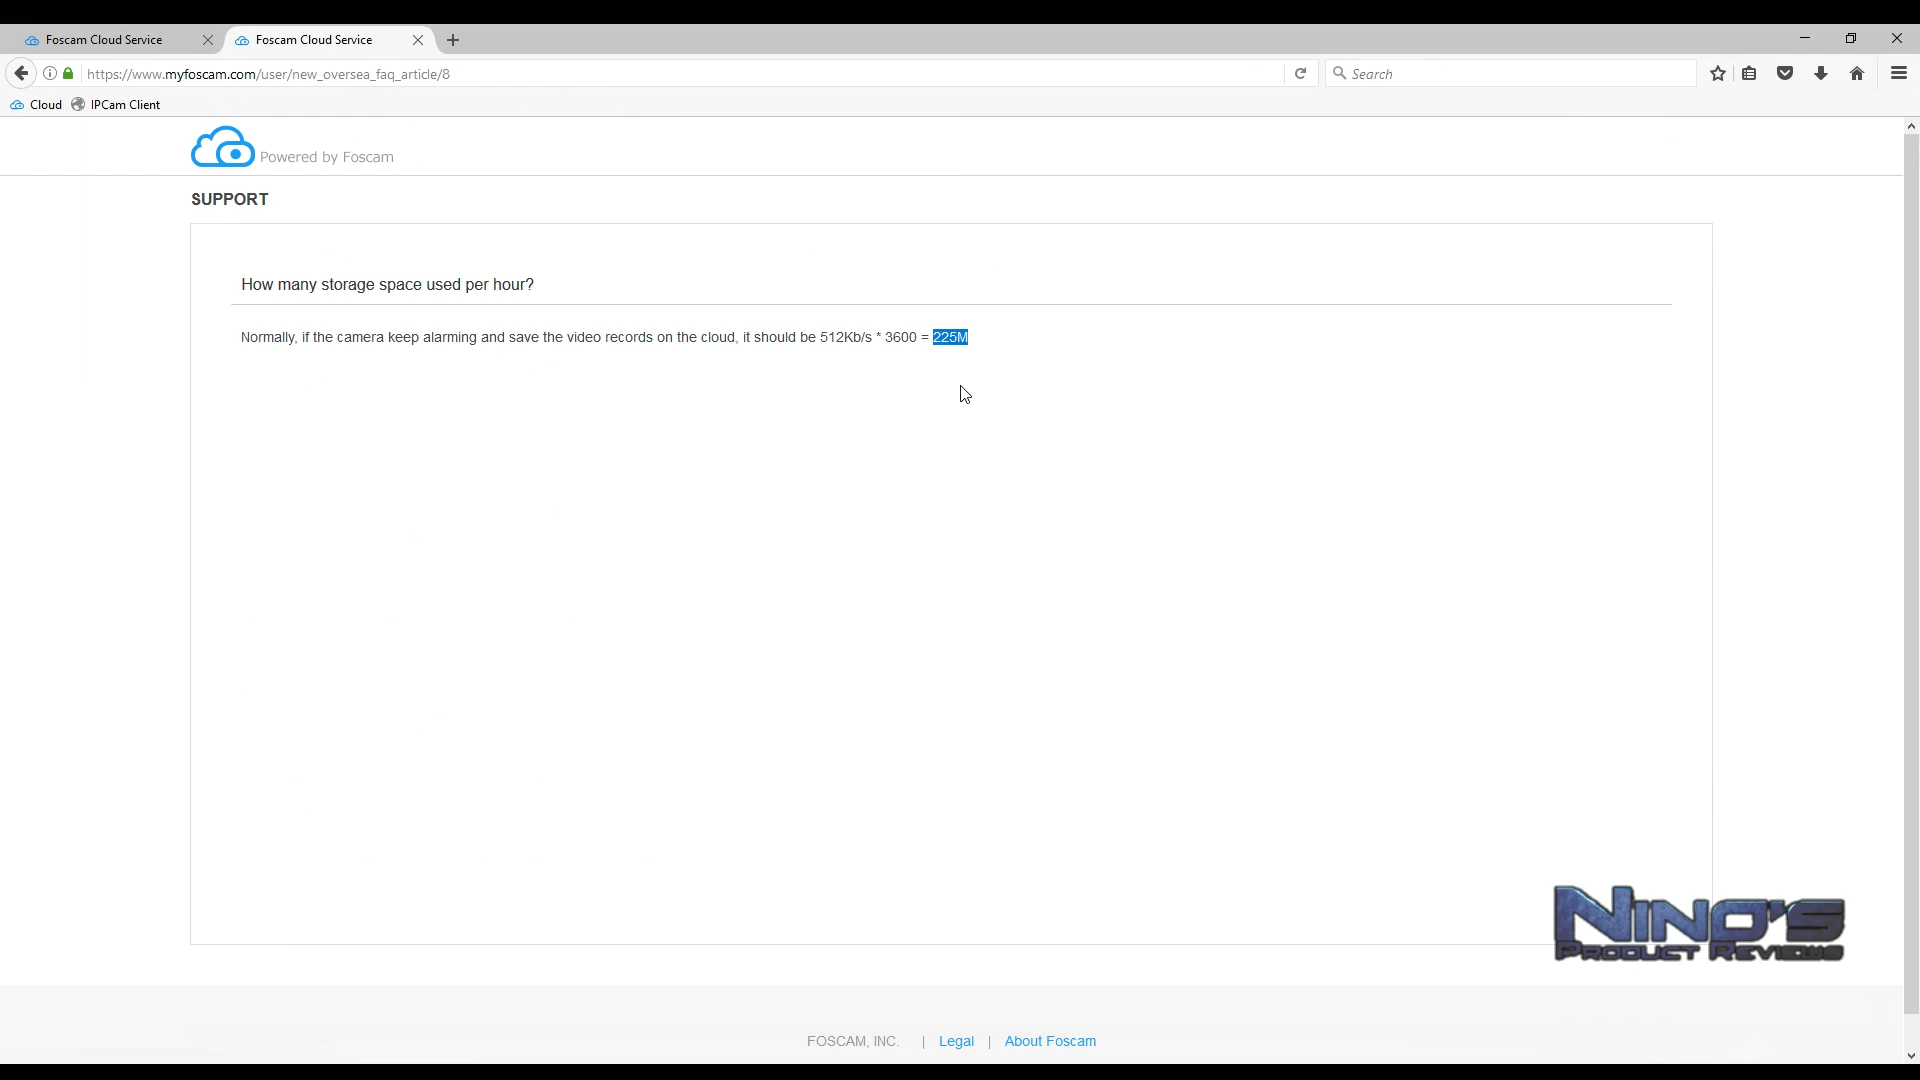 Foscam Cloud Service
Foscam Cloud Service
https://www.myfoscam.com/user/new_oversea_faq_article/8
Search
Cloud
IPCam Client
Powered by Foscam
SUPPORT
How many storage space used per hour?
Normally, if the camera keep alarming and save the video records on the cloud, it should be 512Kb/s * 3600 = 225M
NINO'S
PRODUCT REVIEWS
FOSCAM, INC. | Legal | About Foscam